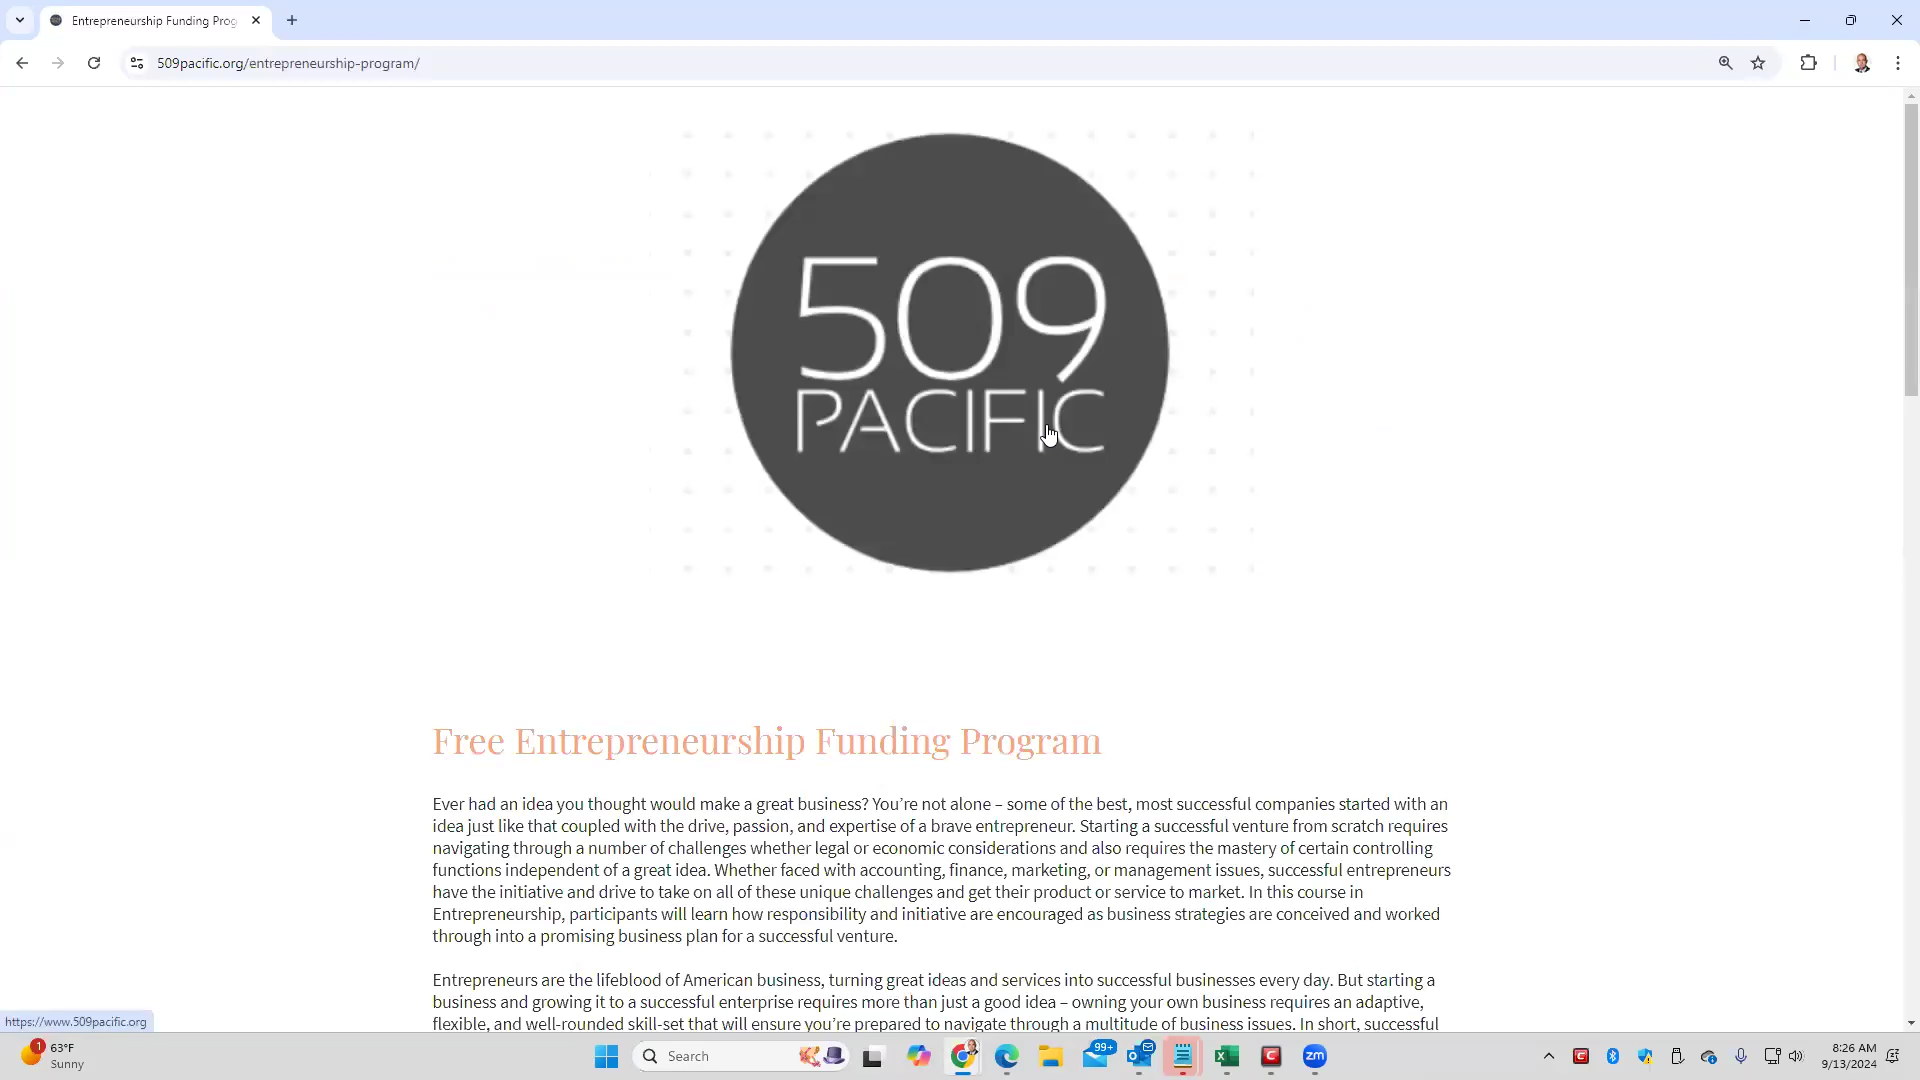 Entrepreneurship Funding Prog
509pacific.org/entrepreneurship-program/
509
PACIFIC
Free Entrepreneurship Funding Program
Ever had an idea you thought would make a great business? You’re not alone – some of the best, most successful companies started with an
idea just like that coupled with the drive, passion, and expertise of a brave entrepreneur. Starting a successful venture from scratch requires
navigating through a number of challenges whether legal or economic considerations and also requires the mastery of certain controlling
functions independent of a great idea. Whether faced with accounting, finance, marketing, or management issues, successful entrepreneurs
have the initiative and drive to take on all of these unique challenges and get their product or service to market. In this course in
Entrepreneurship, participants will learn how responsibility and initiative are encouraged as business strategies are conceived and worked
through into a promising business plan for a successful venture.
Entrepreneurs are the lifeblood of American business, turning great ideas and services into successful businesses every day. But starting a
business and growing it to a successful enterprise requires more than just a good idea – owning your own business requires an adaptive,
flexible, and well-rounded skill-set that will ensure you’re prepared to navigate through a multitude of business issues. In short, successful
https://www.509pacific.org
1
63°F
Sunny
Search
99+
C
zm
C
8:26 AM
9/13/2024